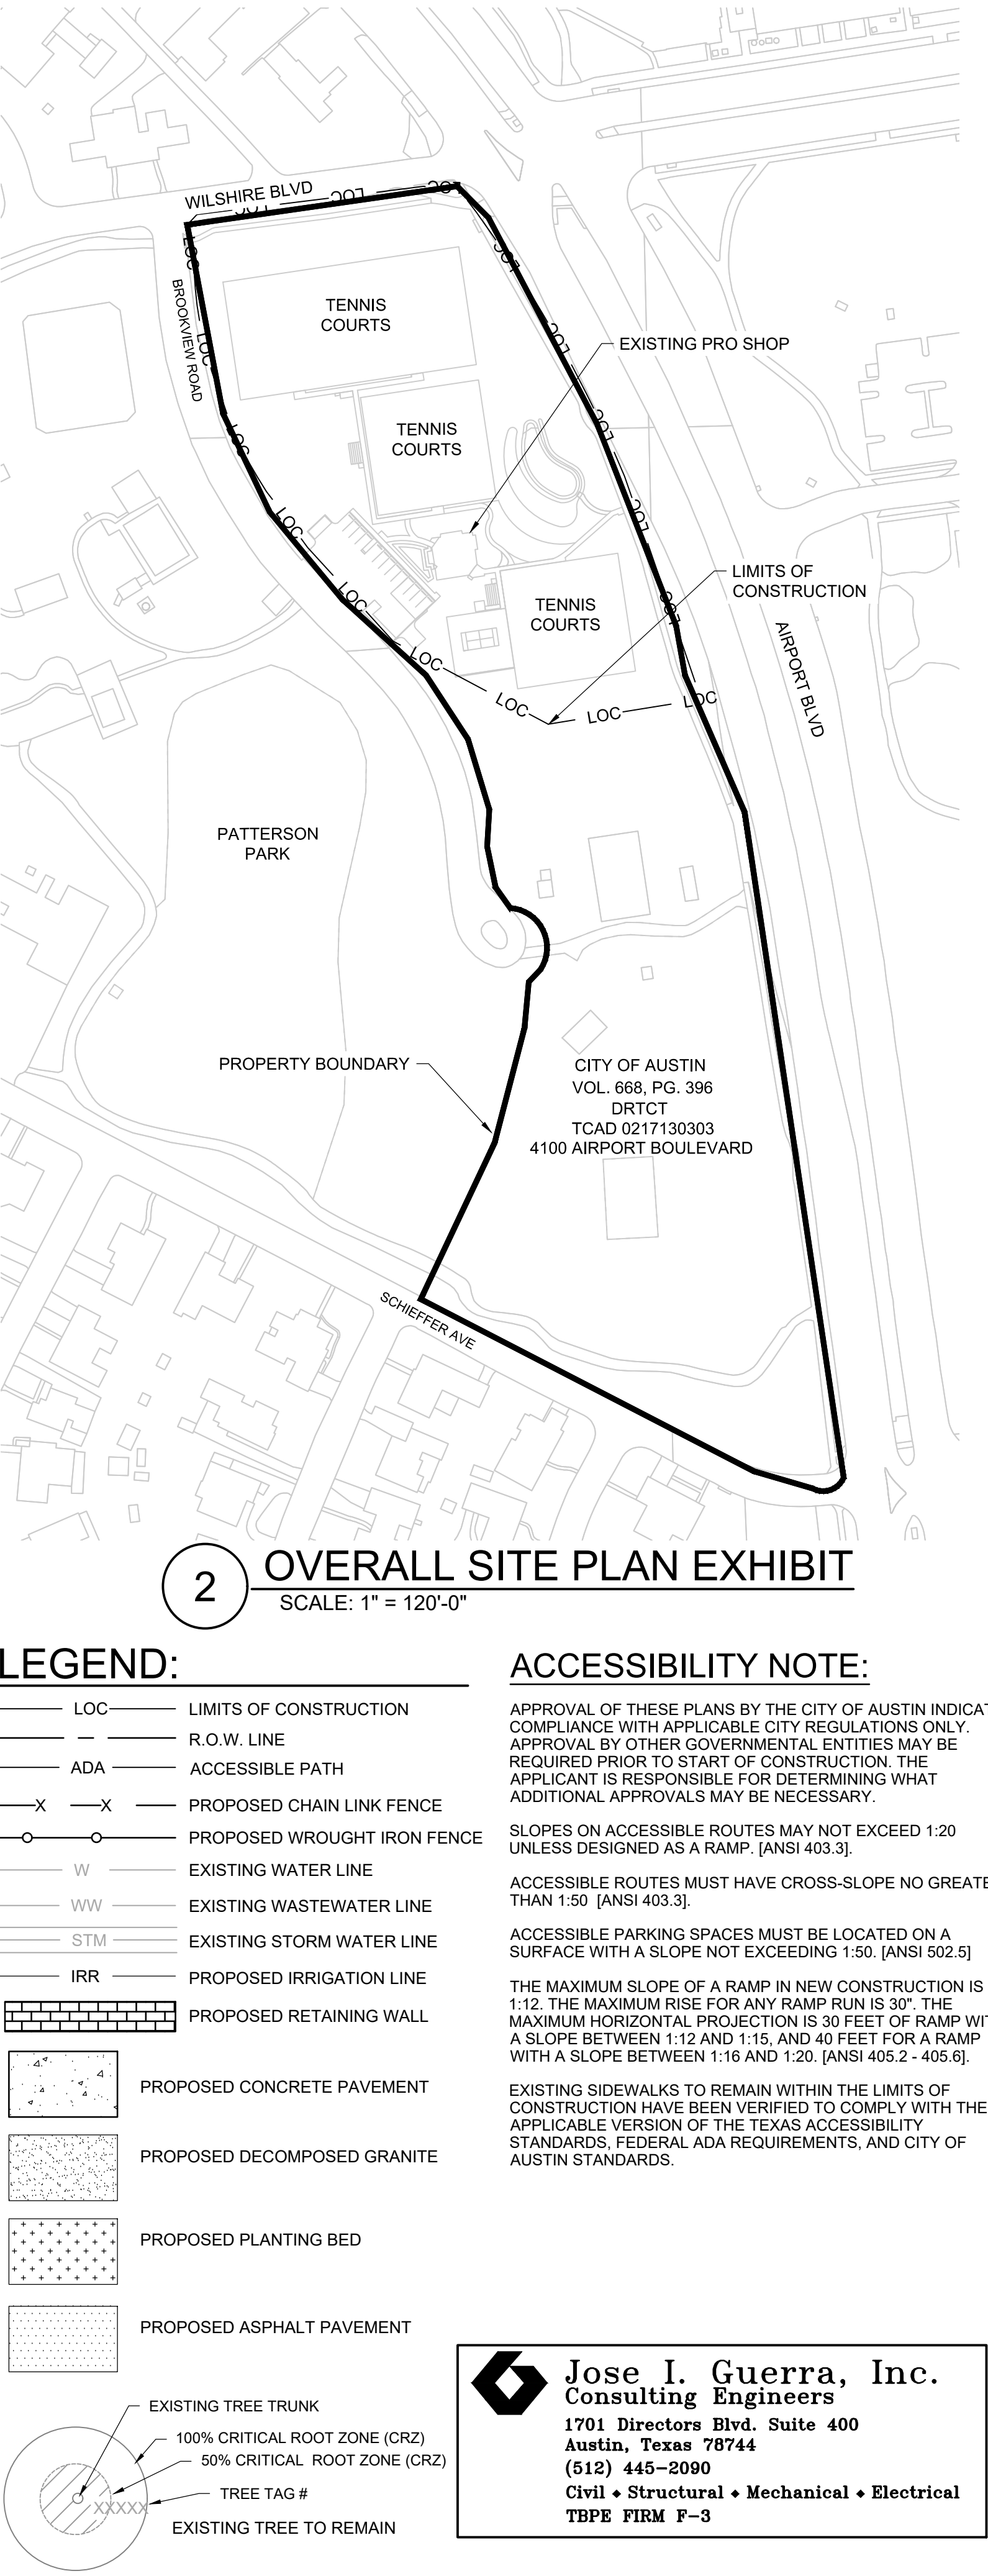 WILSHIRE BLVD
LOC
LOC
LOC
LOC
LOC
BROOKVIEW ROAD
TENNIS
COURTS
LOC
LOC
EXISTING PRO SHOP
TENNIS
COURTS
LOC
LOC
LOC
LOC
LOC
LIMITS OF
CONSTRUCTION
TENNIS
COURTS
LOC
AIRPORT BLVD
LOC
LOC
LOC
LOC
PATTERSON
PARK
PROPERTY BOUNDARY
CITY OF AUSTIN
VOL. 668, PG. 396
DRTCT
TCAD 0217130303
4100 AIRPORT BOULEVARD
SCHIEFFER AVE
2
OVERALL SITE PLAN EXHIBIT
SCALE: 1" = 120'-0"
LEGEND:
LOC LIMITS OF CONSTRUCTION
R.O.W. LINE
ADA ACCESSIBLE PATH
X X PROPOSED CHAIN LINK FENCE
PROPOSED WROUGHT IRON FENCE
W EXISTING WATER LINE
WW EXISTING WASTEWATER LINE
STM EXISTING STORM WATER LINE
IRR PROPOSED IRRIGATION LINE
PROPOSED RETAINING WALL
PROPOSED CONCRETE PAVEMENT
PROPOSED DECOMPOSED GRANITE
PROPOSED PLANTING BED
PROPOSED ASPHALT PAVEMENT
EXISTING TREE TRUNK
100% CRITICAL ROOT ZONE (CRZ)
50% CRITICAL ROOT ZONE (CRZ)
TREE TAG #
XXXXX
EXISTING TREE TO REMAIN
ACCESSIBILITY NOTE:
APPROVAL OF THESE PLANS BY THE CITY OF AUSTIN INDICAT
COMPLIANCE WITH APPLICABLE CITY REGULATIONS ONLY.
APPROVAL BY OTHER GOVERNMENTAL ENTITIES MAY BE
REQUIRED PRIOR TO START OF CONSTRUCTION. THE
APPLICANT IS RESPONSIBLE FOR DETERMINING WHAT
ADDITIONAL APPROVALS MAY BE NECESSARY.
SLOPES ON ACCESSIBLE ROUTES MAY NOT EXCEED 1:20
UNLESS DESIGNED AS A RAMP. [ANSI 403.3].
ACCESSIBLE ROUTES MUST HAVE CROSS-SLOPE NO GREATE
THAN 1:50 [ANSI 403.3].
ACCESSIBLE PARKING SPACES MUST BE LOCATED ON A
SURFACE WITH A SLOPE NOT EXCEEDING 1:50. [ANSI 502.5]
THE MAXIMUM SLOPE OF A RAMP IN NEW CONSTRUCTION IS
1:12. THE MAXIMUM RISE FOR ANY RAMP RUN IS 30". THE
MAXIMUM HORIZONTAL PROJECTION IS 30 FEET OF RAMP WI
A SLOPE BETWEEN 1:12 AND 1:15, AND 40 FEET FOR A RAMP
WITH A SLOPE BETWEEN 1:16 AND 1:20. [ANSI 405.2 - 405.6].
EXISTING SIDEWALKS TO REMAIN WITHIN THE LIMITS OF
CONSTRUCTION HAVE BEEN VERIFIED TO COMPLY WITH THE
APPLICABLE VERSION OF THE TEXAS ACCESSIBILITY
STANDARDS, FEDERAL ADA REQUIREMENTS, AND CITY OF
AUSTIN STANDARDS.
Jose I. Guerra, Inc.
Consulting Engineers
1701 Directors Blvd. Suite 400
Austin, Texas 78744
(512) 445-2090
Civil ♦ Structural ♦ Mechanical ♦ Electrical
TBPE FIRM F-3